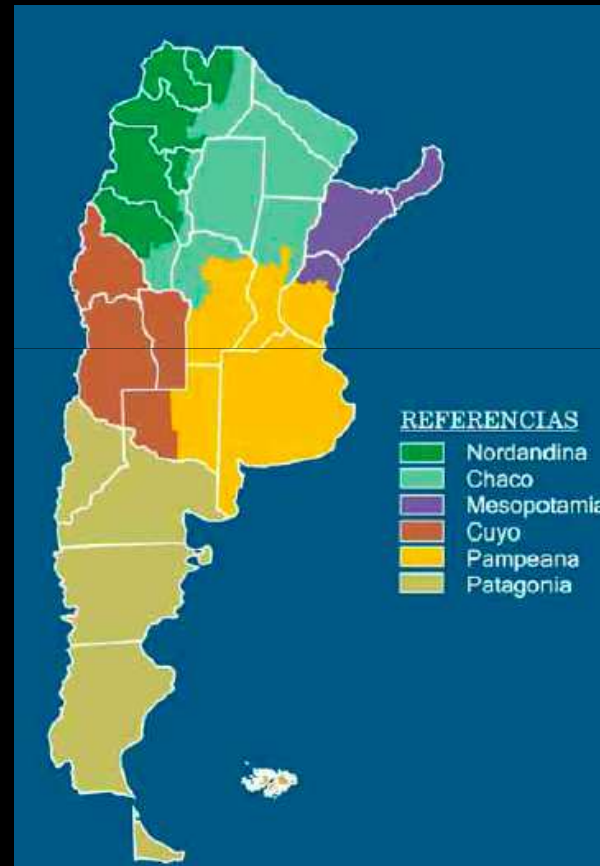 REFERENCIAS
Nordandina
Chaco
Mesopotamia
Cuyo
Pampeana
Patagonia